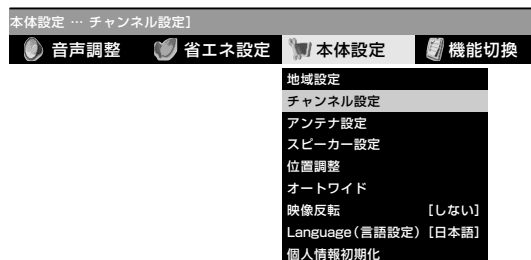 本体設定 … チャンネル設定]
音声調整 省エネ設定 本体設定 機能切換
地域設定
チャンネル設定
アンテナ設定
スピーカー設定
位置調整
オートワイド
映像反転 [しない]
Language(言語設定) [日本語]
個人情報初期化